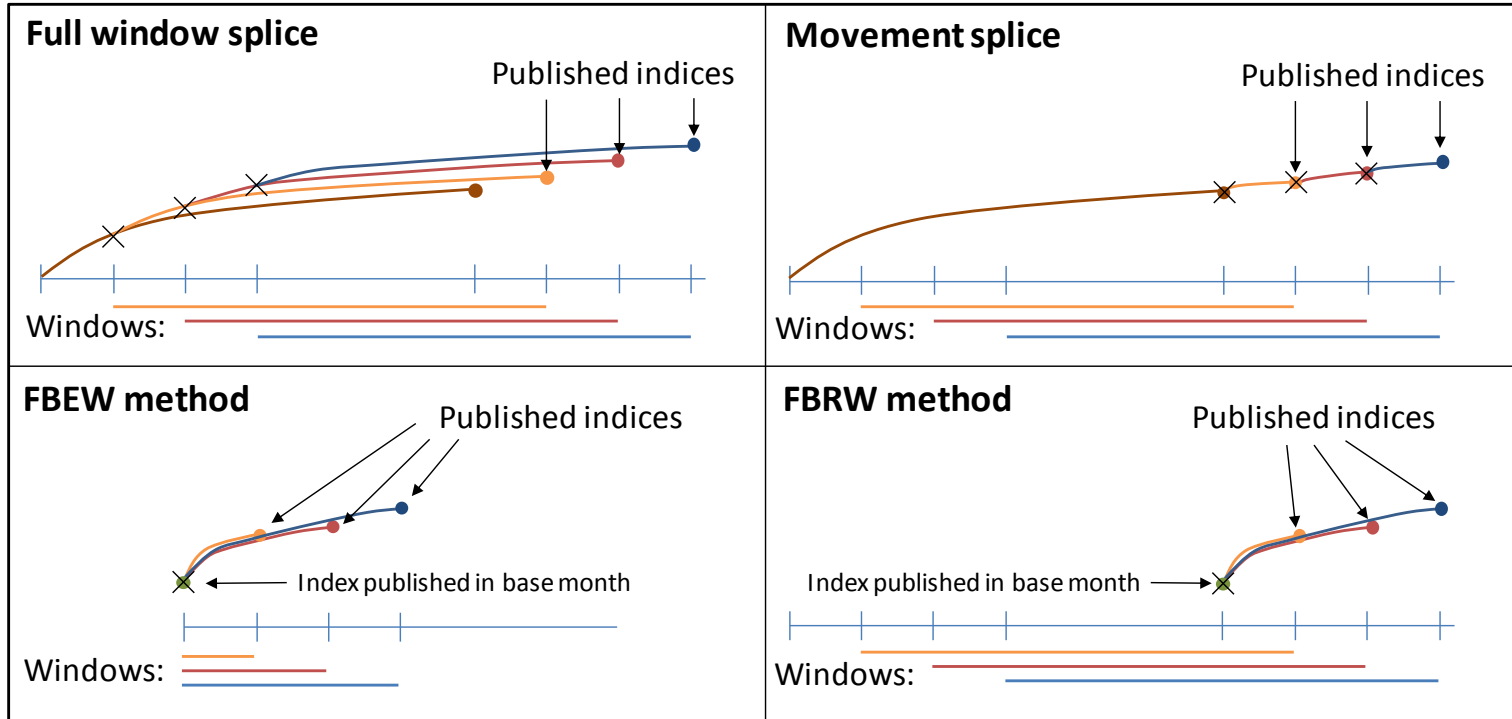 Full window splice
Published indices
Windows:
Movement splice
Published indices
Windows:
FBEW method
Published indices
Index published in base month
Windows:
FBRW method
Published indices
Index published in base month
Windows: